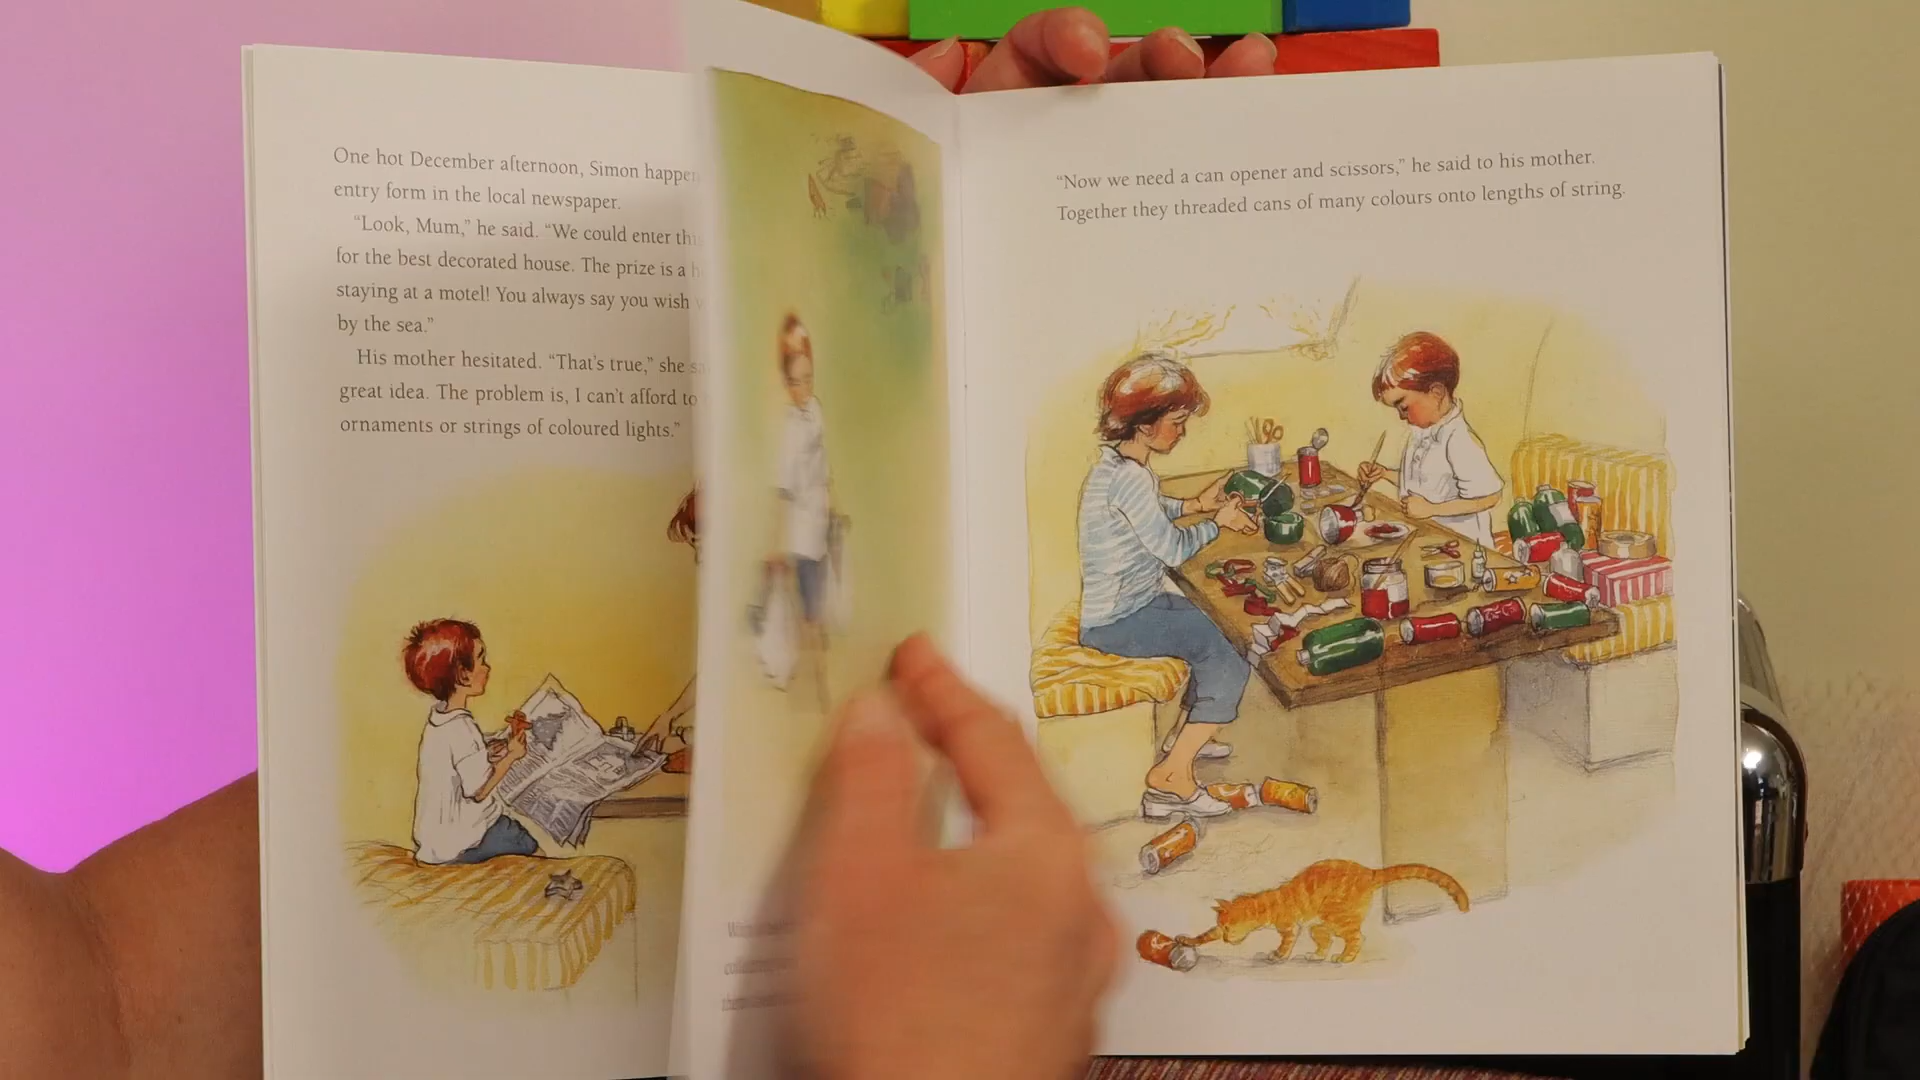 One hot December afternoon, Simon
entry form in the local newspaper.
“Look, Mum,” he said. “We could enter
for the best decorated house. The prize is a
staying at a motel! You always say you wish
by the sea.”
His mother hesitated. “That’s true,” she
great idea. The problem is, I can’t afford to
ornaments or strings of coloured lights.”
“Now we need a can opener and scissors,” he said to his mother.
Together they threaded cans of many colours onto lengths of string.